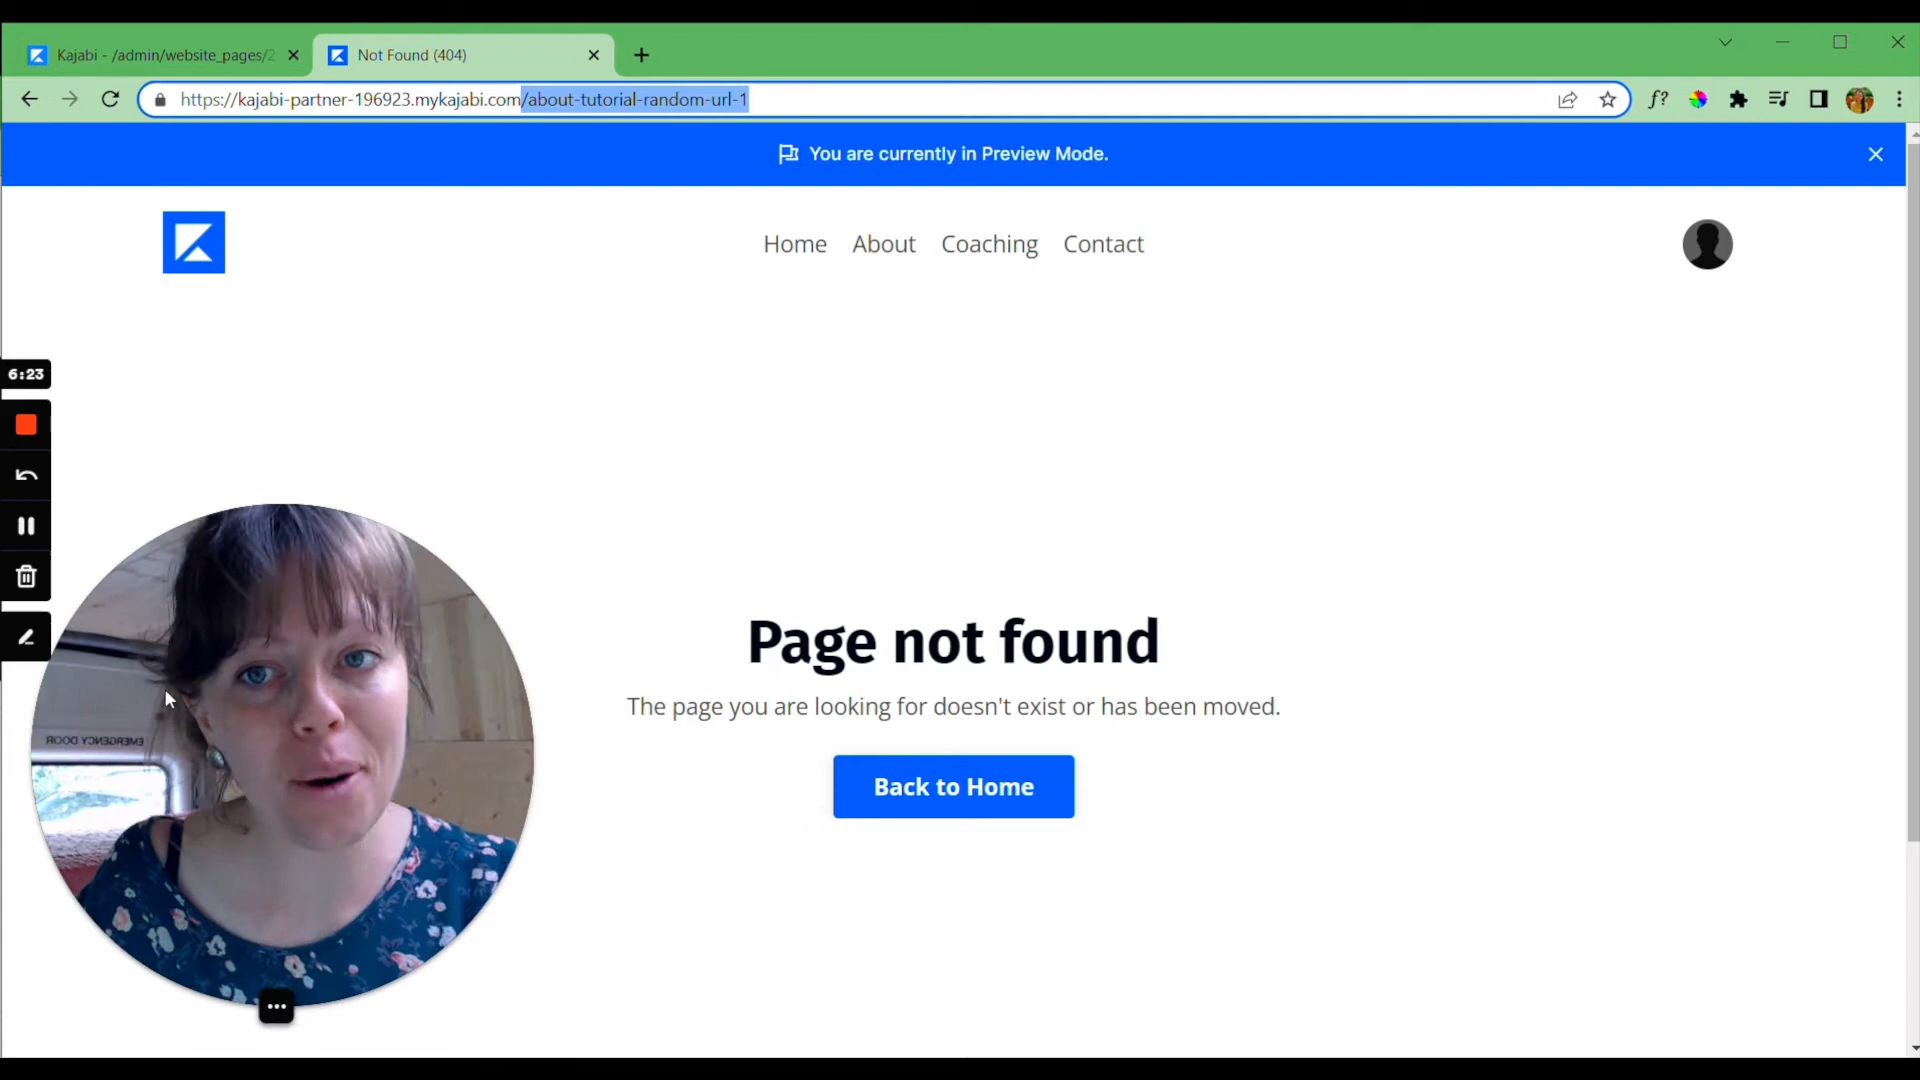 Kajabi - /admin/website_pages/2
Not Found (404)
https://kajabi-partner-196923.mykajabi.com/about-tutorial-random-url-1
f?
You are currently in Preview Mode.
Home About Coaching Contact
6:23
Page not found
The page you are looking for doesn't exist or has been moved.
Back to Home
EMERGENCY DOOR